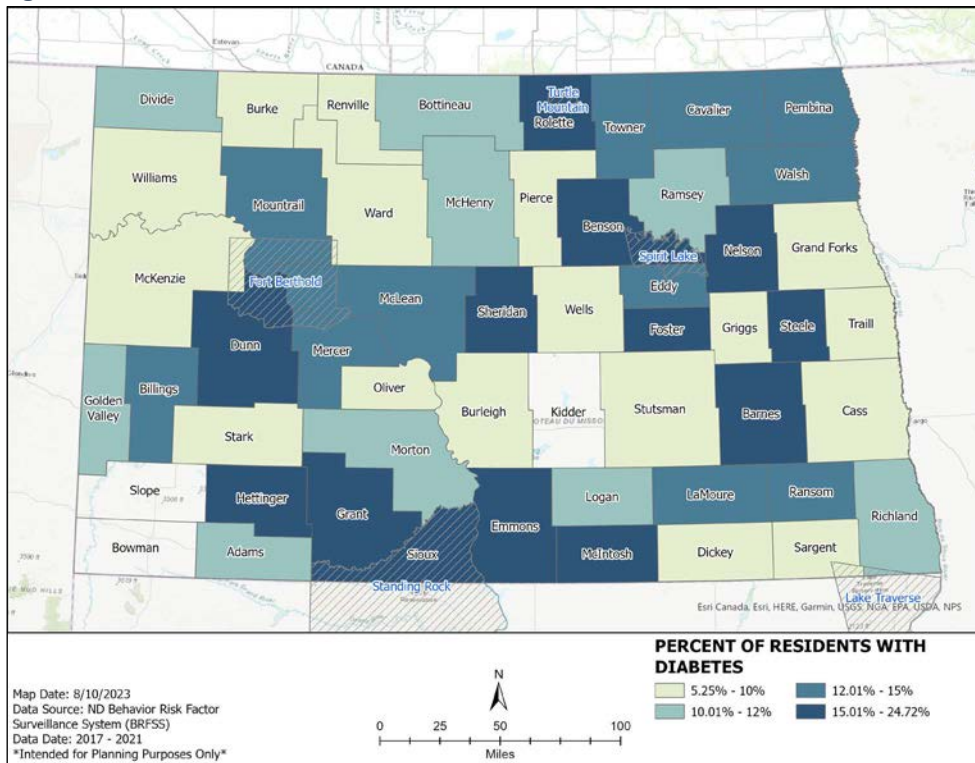 Estevan
CANADA
Divide
Burke
Renville
Bottineau
Turtle
Mountain
Rolette
Towner
Cavalier
Pembina
Williams
Mountrail
Ward
McHenry
Pierce
Benson
Ramsey
Walsh
Spirit Lake
Nelson
Grand Forks
McKenzie
Fort Berthold
McLean
Sheridan
Wells
Eddy
Foster
Griggs
Steele
Traill
Dunn
Mercer
Oliver
Golden
Valley
Billings
Stark
Burleigh
Kidder
Stutsman
Barnes
Cass
Morton
Slope
Hettinger
Grant
Emmons
Logan
LaMoure
Ransom
Richland
Bowman
Adams
Sioux
McIntosh
Dickey
Sargent
Standing Rock
Lake Traverse
Esri Canada, Esri, HERE, Garmin, USGS, NGA, EPA, USDA, NPS
PERCENT OF RESIDENTS WITH
DIABETES
5.25% - 10%
12.01% - 15%
10.01% - 12%
15.01% - 24.72%
Map Date: 8/10/2023
Data Source: ND Behavior Risk Factor
Surveillance System (BRFSS)
Data Date: 2017 - 2021
*Intended for Planning Purposes Only*
N
0 25 50 100
Miles